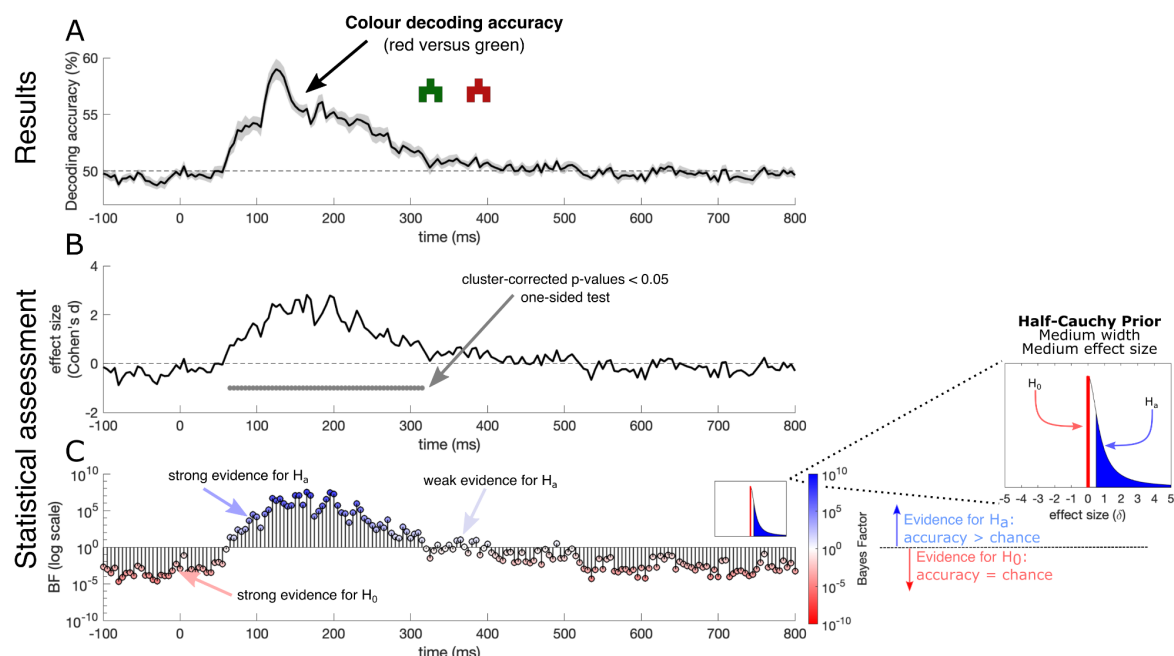 Results
A
Colour decoding accuracy
(red versus green)
Decoding accuracy (%)
60
55
50
-100 0 100 200 300 400 500 600 700 800
time (ms)
Statistical assessment
B
effect size
(Cohen's d)
4
2
0
-2
cluster-corrected p-values < 0.05
one-sided test
-100 0 100 200 300 400 500 600 700 800
time (ms)
C
BF (log scale)
10^10
10^5
10^0
10^-5
10^-10
strong evidence for Ha
weak evidence for Ha
strong evidence for H0
-100 0 100 200 300 400 500 600 700 800
time (ms)
10^10
10^5
10^0
10^-5
10^-10
Bayes Factor
Half-Cauchy Prior
Medium width
Medium effect size
H0
Ha
-5 -4 -3 -2 -1 0 1 2 3 4 5
effect size (δ)
Evidence for Ha:
accuracy > chance
Evidence for H0:
accuracy = chance